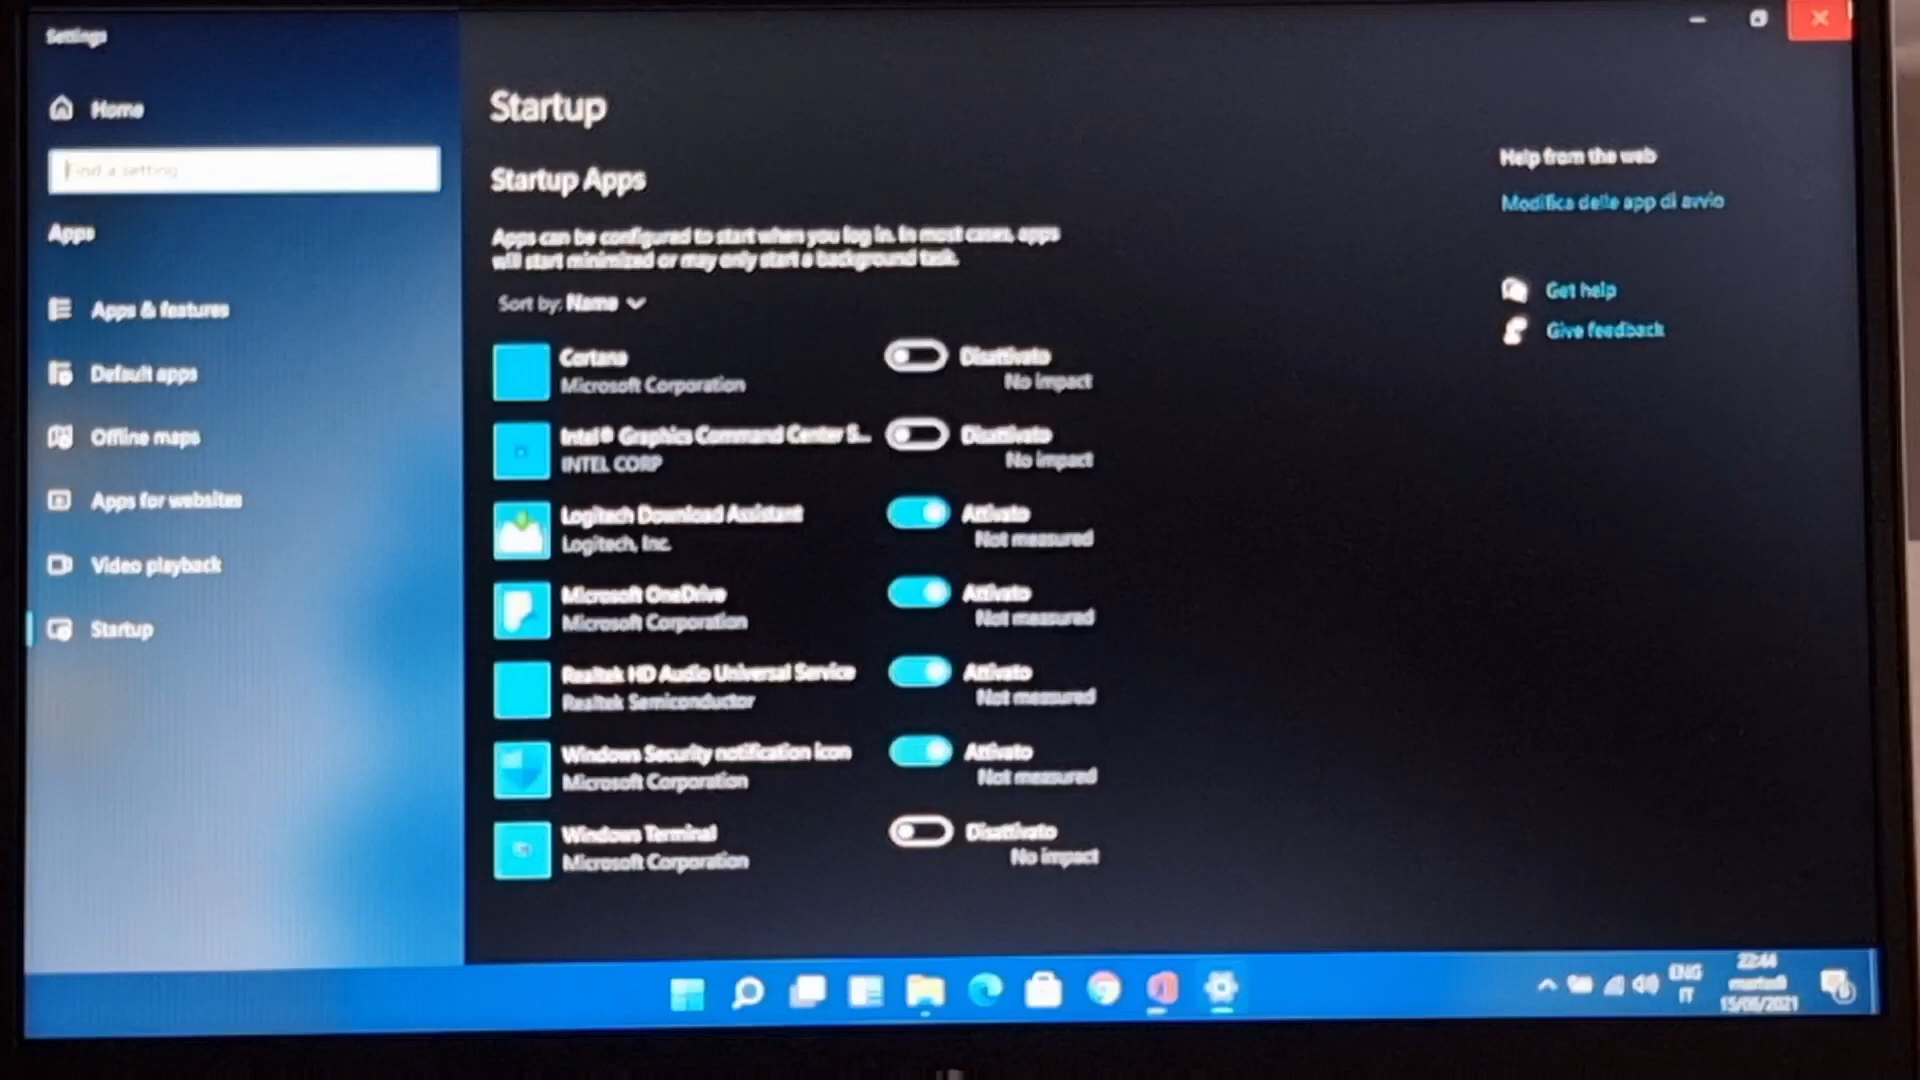 Settings
Home
Find a setting
Apps
Apps & features
Default apps
Offline maps
Apps for websites
Video playback
Startup
Startup
Startup Apps
Apps can be configured to start when you log in. In most cases, apps
will start minimized or may only start a background task.
Sort by: Name
Cortana
Microsoft Corporation
Disattivato
No impact
Intel® Graphics Command Center S...
INTEL CORP
Disattivato
No impact
Logitech Download Assistant
Logitech, Inc.
Attivato
Not measured
Microsoft OneDrive
Microsoft Corporation
Attivato
Not measured
Realtek HD Audio Universal Service
Realtek Semiconductor
Attivato
Not measured
Windows Security notification icon
Microsoft Corporation
Attivato
Not measured
Windows Terminal
Microsoft Corporation
Disattivato
No impact
Help from the web
Modifica delle app di avvio
Get help
Give feedback
ENG
IT
22:44
martedì
15/06/2021